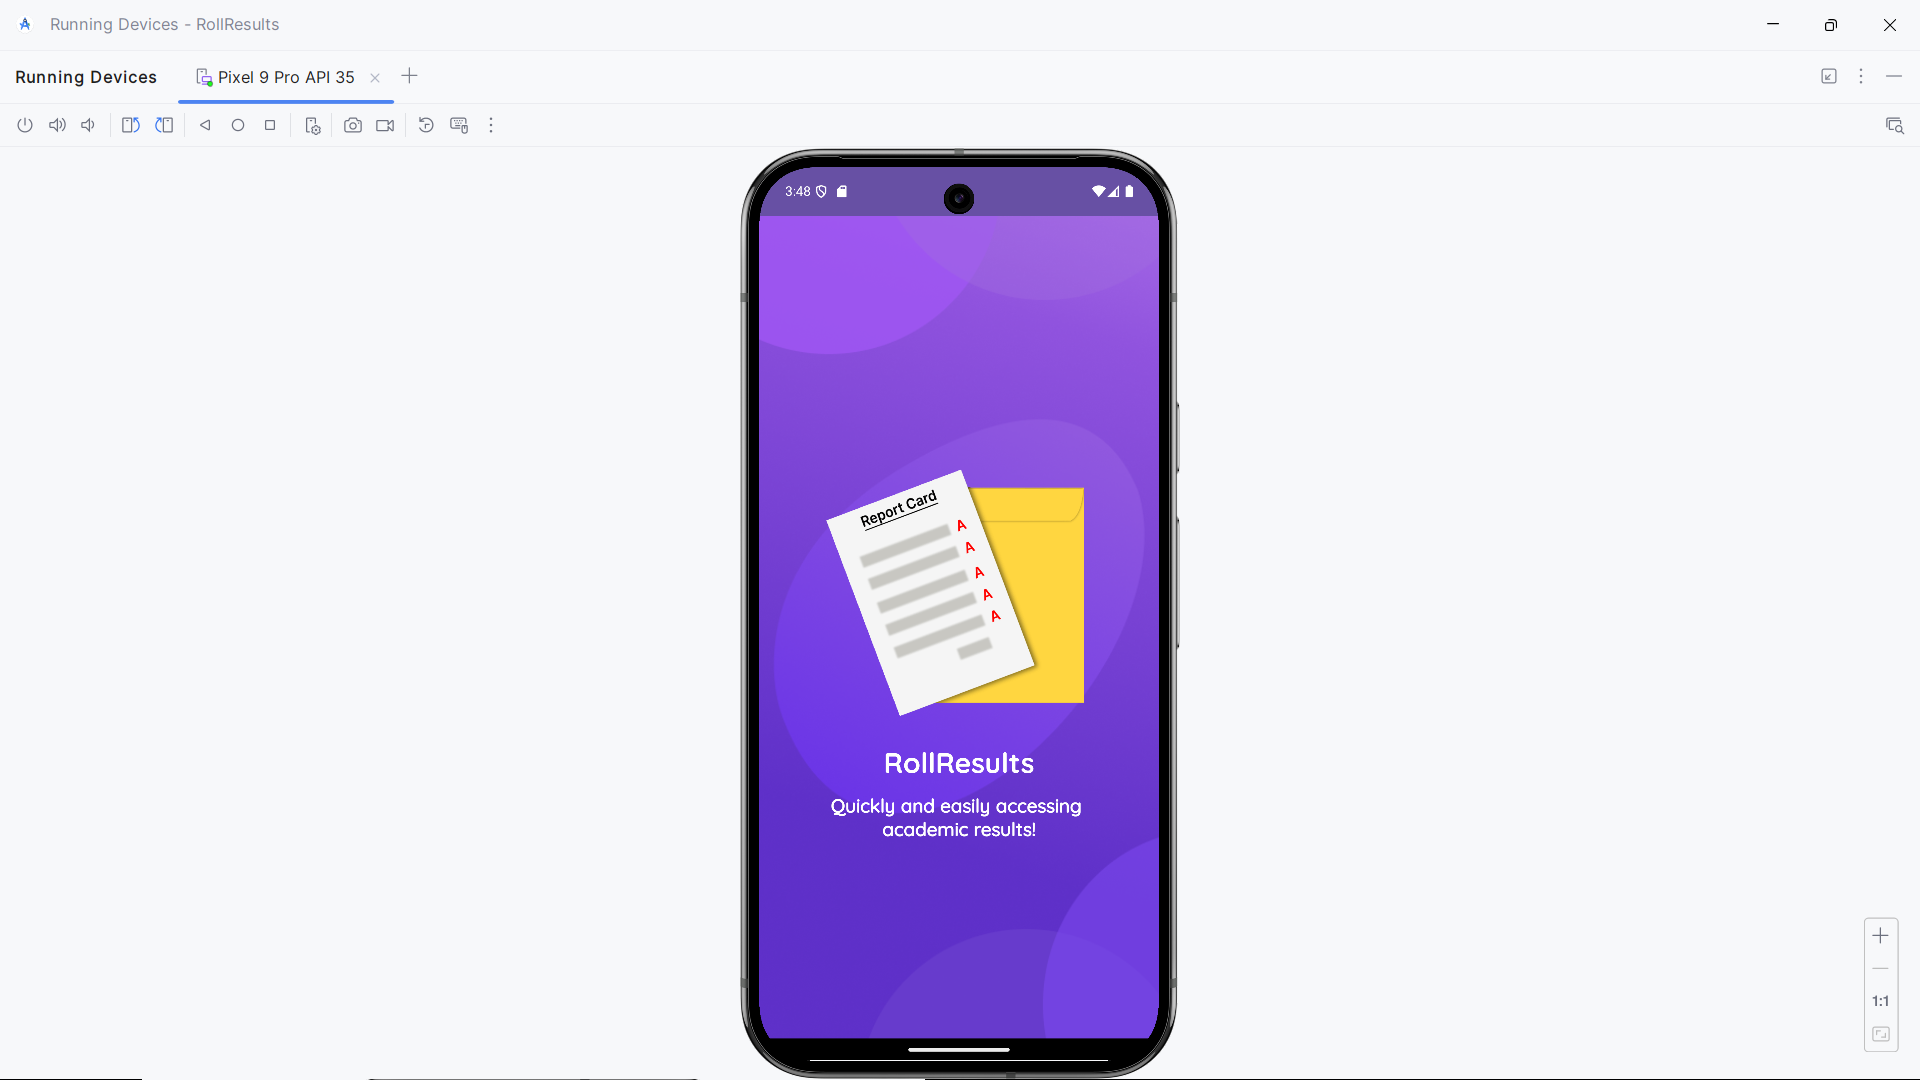 Running Devices - RollResults
Running Devices
Pixel 9 Pro API 35
3:48
Report Card
A
A
A
A
A
RollResults
Quickly and easily accessing
academic results!
1:1